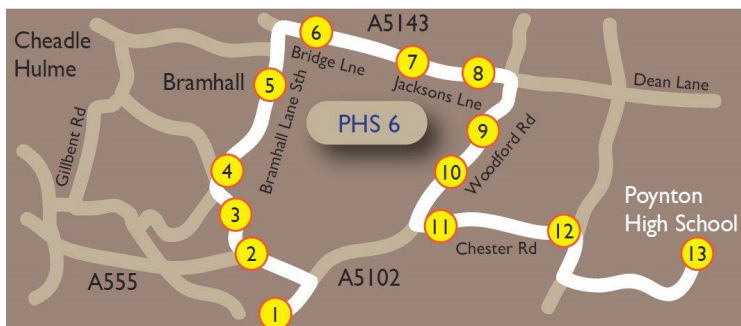 Cheadle
Hulme
A5143
6
Bridge Lne
7
Jacksons Lne
8
Dean Lane
Bramhall
5
Bramhall Lane Sth
PHS 6
Gillbent Rd
9
Woodford Rd
10
4
3
2
11
Chester Rd
12
Poynton
High School
13
A555
A5102
1